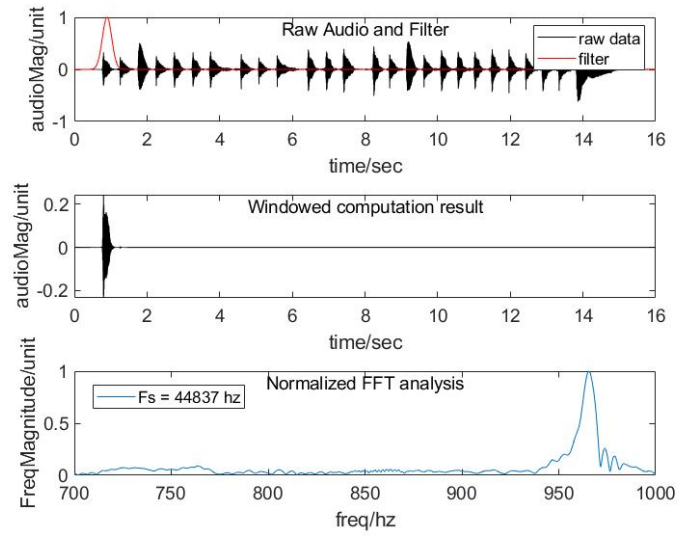 Raw Audio and Filter
raw data
filter
audioMag/unit
1
0
-1
0 2 4 6 8 10 12 14 16
time/sec
Windowed computation result
audioMag/unit
0.2
0
-0.2
0 2 4 6 8 10 12 14 16
time/sec
Normalized FFT analysis
Fs = 44837 hz
FreqMagnitude/unit
1
0.5
0
700 750 800 850 900 950 1000
freq/hz